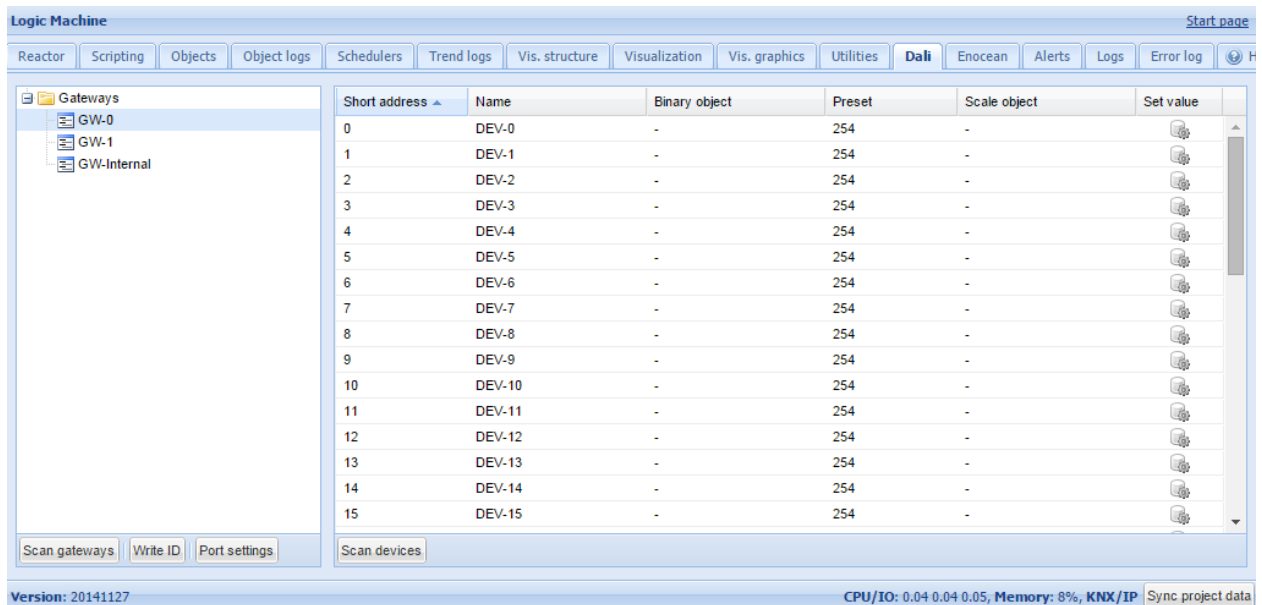 Logic Machine Start page
Reactor Scripting Objects Object logs Schedulers Trend logs Vis. structure Visualization Vis. graphics Utilities Dali Enocean Alerts Logs Error log H
Gateways
GW-0
GW-1
GW-Internal
Short address Name Binary object Preset Scale object Set value
0 DEV-0 - 254 -
1 DEV-1 - 254 -
2 DEV-2 - 254 -
3 DEV-3 - 254 -
4 DEV-4 - 254 -
5 DEV-5 - 254 -
6 DEV-6 - 254 -
7 DEV-7 - 254 -
8 DEV-8 - 254 -
9 DEV-9 - 254 -
10 DEV-10 - 254 -
11 DEV-11 - 254 -
12 DEV-12 - 254 -
13 DEV-13 - 254 -
14 DEV-14 - 254 -
15 DEV-15 - 254 -
Scan gateways Write ID Port settings Scan devices
Version: 20141127 CPU/IO: 0.04 0.04 0.05, Memory: 8%, KNX/IP Sync project data